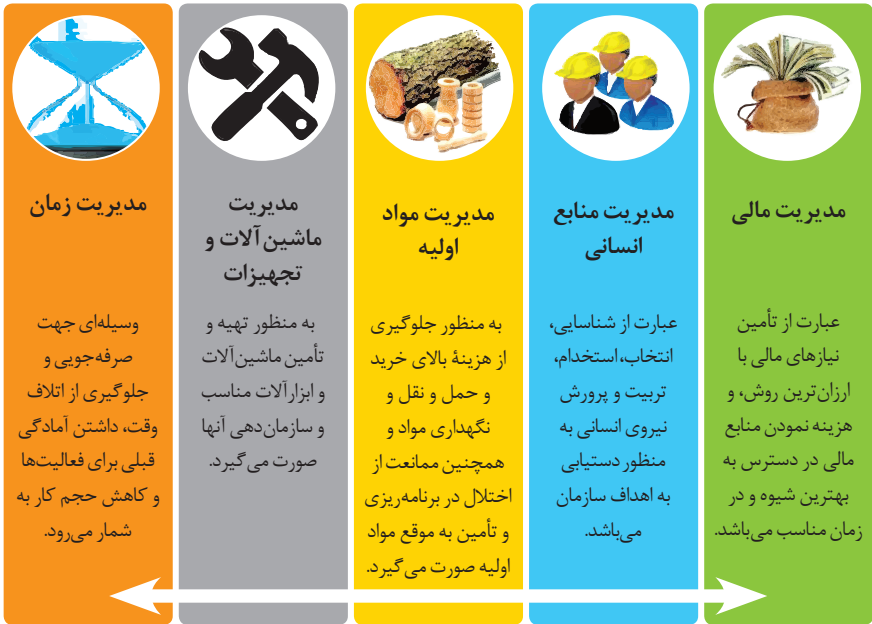 مدیریت مالی
عبارت از تأمین
نیازهای مالی با
ارزان‌ترین روش، و
هزینه نمودن منابع
مالی در دسترس به
بهترین شیوه و در
زمان مناسب می‌باشد.
مدیریت منابع
انسانی
عبارت از شناسایی،
انتخاب، استخدام،
تربیت و پرورش
نیروی انسانی به
منظور دستیابی
به اهداف سازمان
می‌باشد.
مدیریت مواد
اولیه
به منظور جلوگیری
از هزینهٔ بالای خرید
و حمل و نقل و
نگهداری مواد و
همچنین ممانعت از
اختلال در برنامه‌ریزی
و تأمین به موقع مواد
اولیه صورت می‌گیرد.
مدیریت
ماشین‌آلات و
تجهیزات
به منظور تهیه و
تأمین ماشین‌آلات
و ابزارآلات مناسب
و سازمان‌دهی آنها
صورت می‌گیرد.
مدیریت زمان
وسیله‌ای جهت
صرفه‌جویی و
جلوگیری از اتلاف
وقت، داشتن آمادگی
قبلی برای فعالیت‌ها
و کاهش حجم کار به
شمار می‌رود.